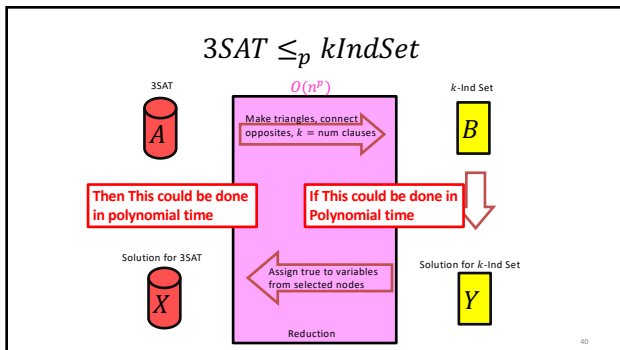 3SAT ≤ₚ kIndSet
3SAT
O(nᵖ)
k-Ind Set
A
Make triangles, connect
opposites, k = num clauses
B
Then This could be done
in polynomial time
If This could be done in
Polynomial time
Solution for 3SAT
Solution for k-Ind Set
X
Assign true to variables
from selected nodes
Y
Reduction
40